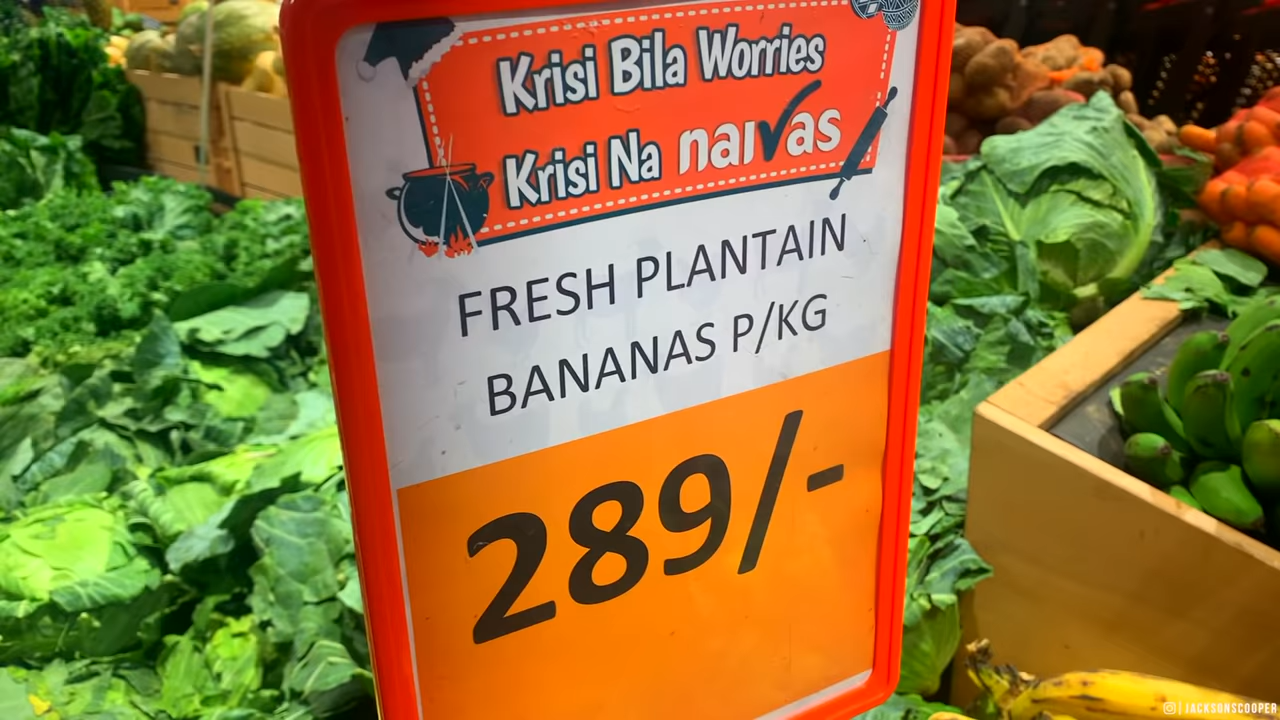 Krisi Bila Worries
Krisi Na naivas
FRESH PLANTAIN
BANANAS P/KG
289/-
| JACKSONSCOOPER